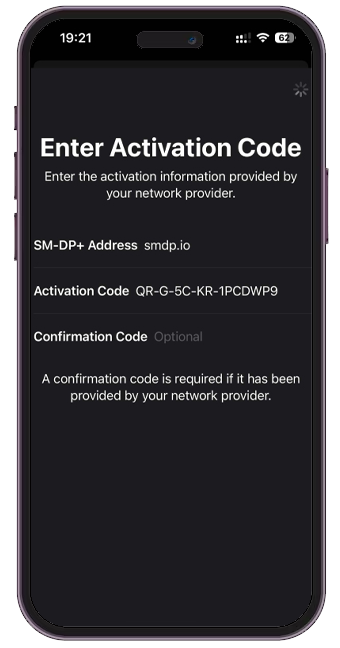 19:21
62
Enter Activation Code
Enter the activation information provided by
your network provider.
SM-DP+ Address smdp.io
Activation Code QR-G-5C-KR-1PCDWP9
Confirmation Code Optional
A confirmation code is required if it has been
provided by your network provider.